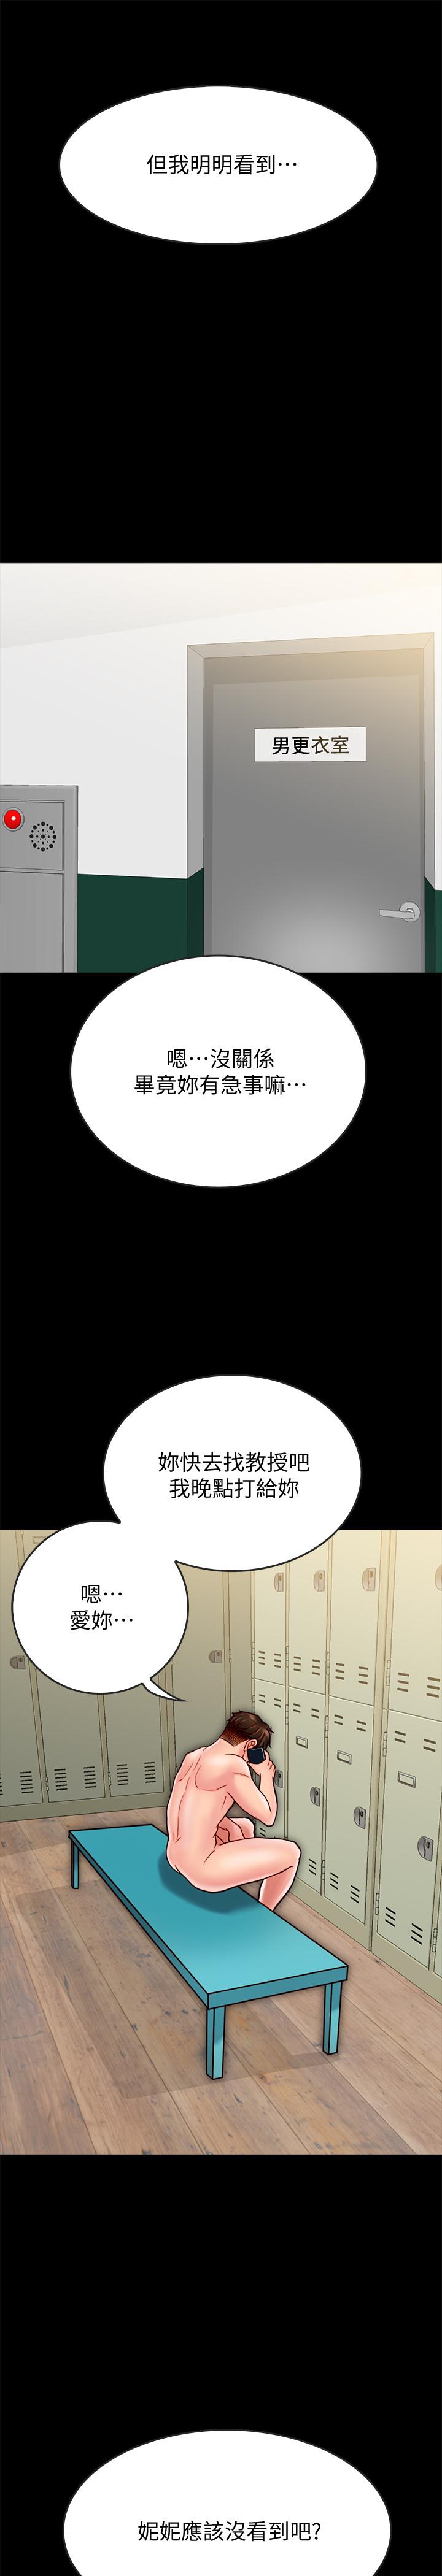 但我明明看到⋯
男更衣室
嗯⋯沒關係
畢竟妳有急事嘛⋯
妳快去找教授吧
我晚點打給妳
嗯⋯
愛妳⋯
妮妮應該沒看到吧?